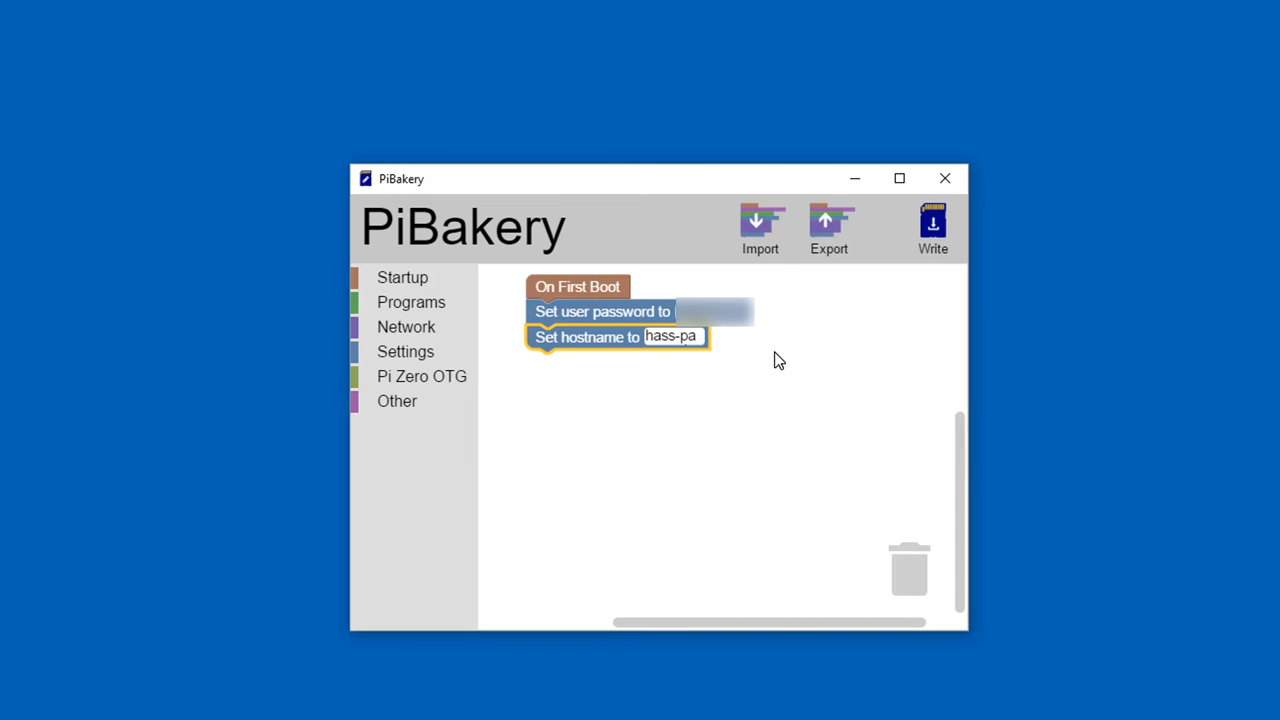 PiBakery
PiBakery
Import
Export
Write
Startup
Programs
Network
Settings
Pi Zero OTG
Other
On First Boot
Set user password to
Set hostname to hass-pa